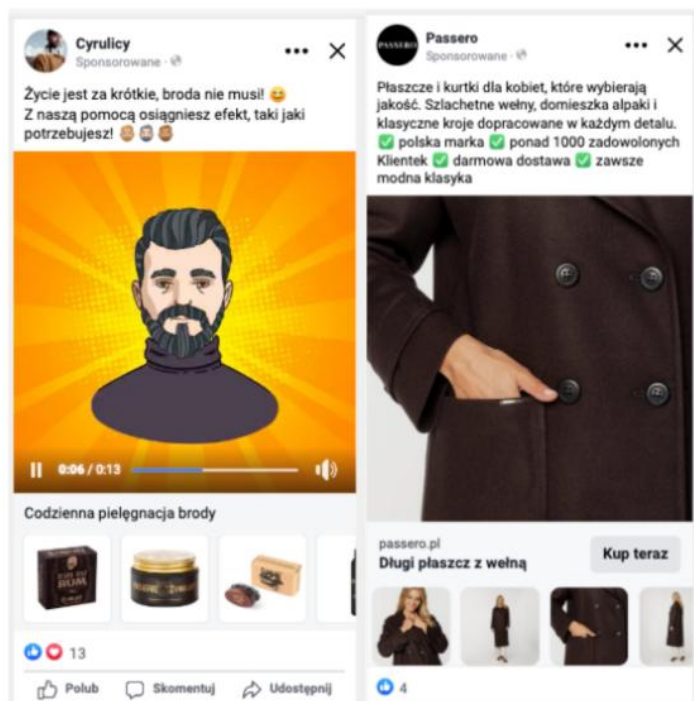 Cyrulicy
Sponsorowane
Życie jest za krótkie, broda nie musi! 😆
Z naszą pomocą osiągniesz efekt, taki jaki
potrzebujesz!
0:06 / 0:13
Codzienna pielęgnacja brody
RUM
13
Polub
Skomentuj
Udostępnij
PASSERO
Passero
Sponsorowane
Płaszcze i kurtki dla kobiet, które wybierają
jakość. Szlachetne wełny, domieszka alpaki i
klasyczne kroje dopracowane w każdym detalu.
✅ polska marka ✅ ponad 1000 zadowolonych
Klientek ✅ darmowa dostawa ✅ zawsze
modna klasyka
passero.pl
Długi płaszcz z wełną
Kup teraz
4